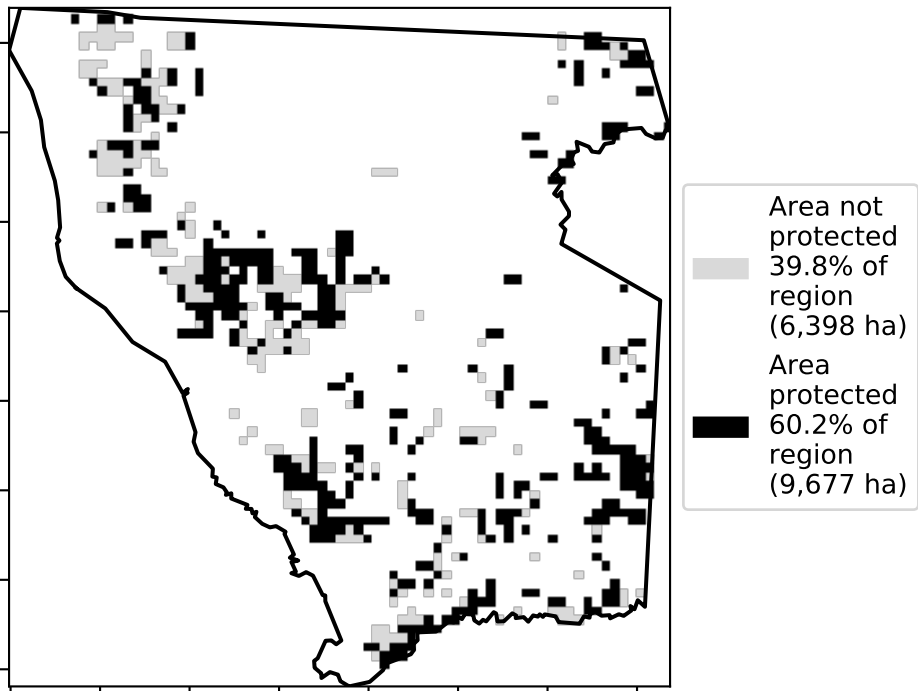 Area not
protected
39.8% of
region
(6,398 ha)
Area
protected
60.2% of
region
(9,677 ha)